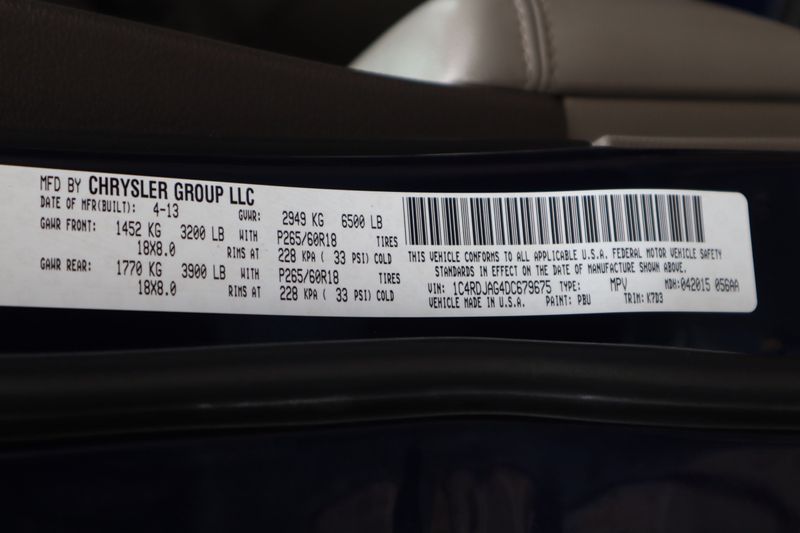 MFD BY CHRYSLER GROUP LLC
DATE OF MFR(BUILT): 4-13 GVWR: 2949 KG 6500 LB
GAWR FRONT: 1452 KG 3200 LB WITH P265/60R18 TIRES
18X8.0 RIMS AT 228 KPA ( 33 PSI) COLD
GAWR REAR: 1770 KG 3900 LB WITH P265/60R18 TIRES
18X8.0 RIMS AT 228 KPA ( 33 PSI) COLD
THIS VEHICLE CONFORMS TO ALL APPLICABLE U.S.A. FEDERAL MOTOR VEHICLE SAFETY
STANDARDS IN EFFECT ON THE DATE OF MANUFACTURE SHOWN ABOVE.
VIN: 1C4RDJAG4DC679675 TYPE: MPV MDH: 042015 056AA
VEHICLE MADE IN U.S.A. PAINT: PBU TRIM: K7D3